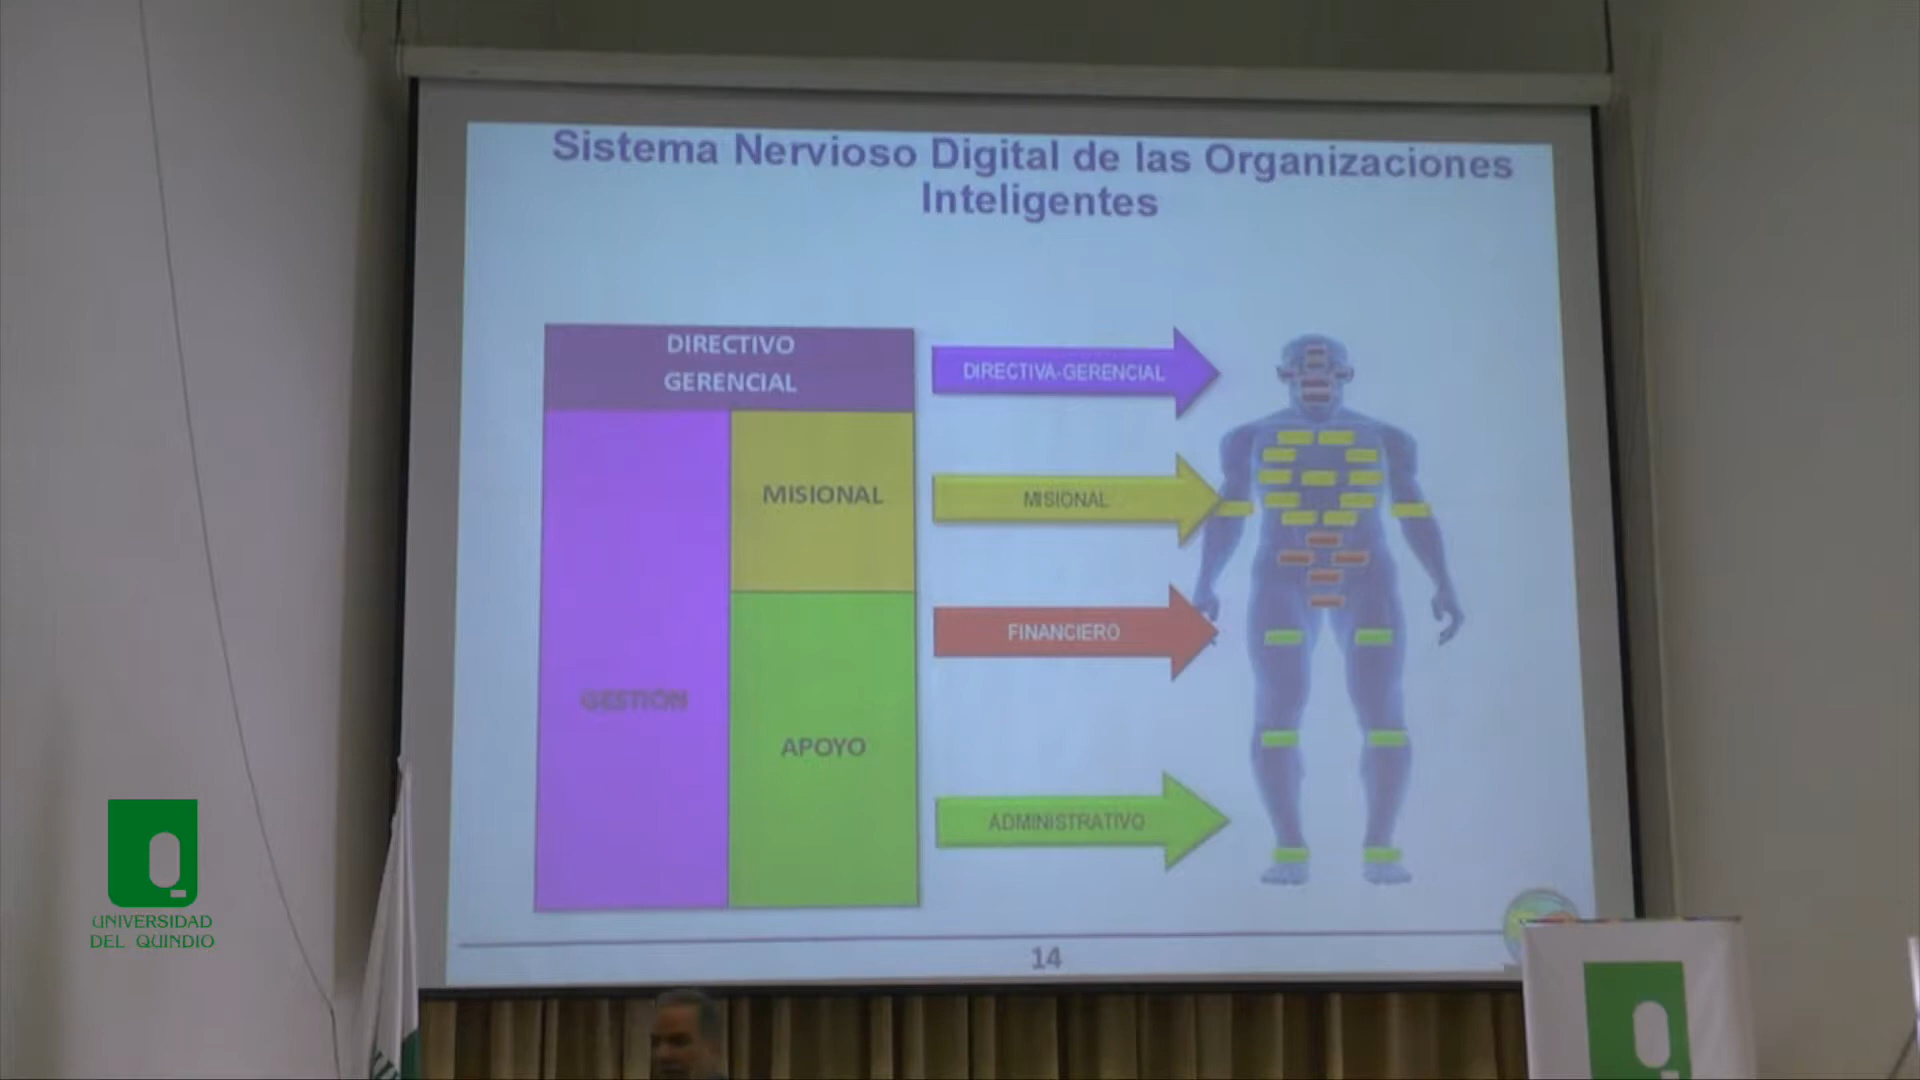 Sistema Nervioso Digital de las Organizaciones
Inteligentes
DIRECTIVO
GERENCIAL
GESTIÓN
MISIONAL
APOYO
DIRECTIVA-GERENCIAL
MISIONAL
FINANCIERO
ADMINISTRATIVO
14
UNIVERSIDAD
DEL QUINDIO